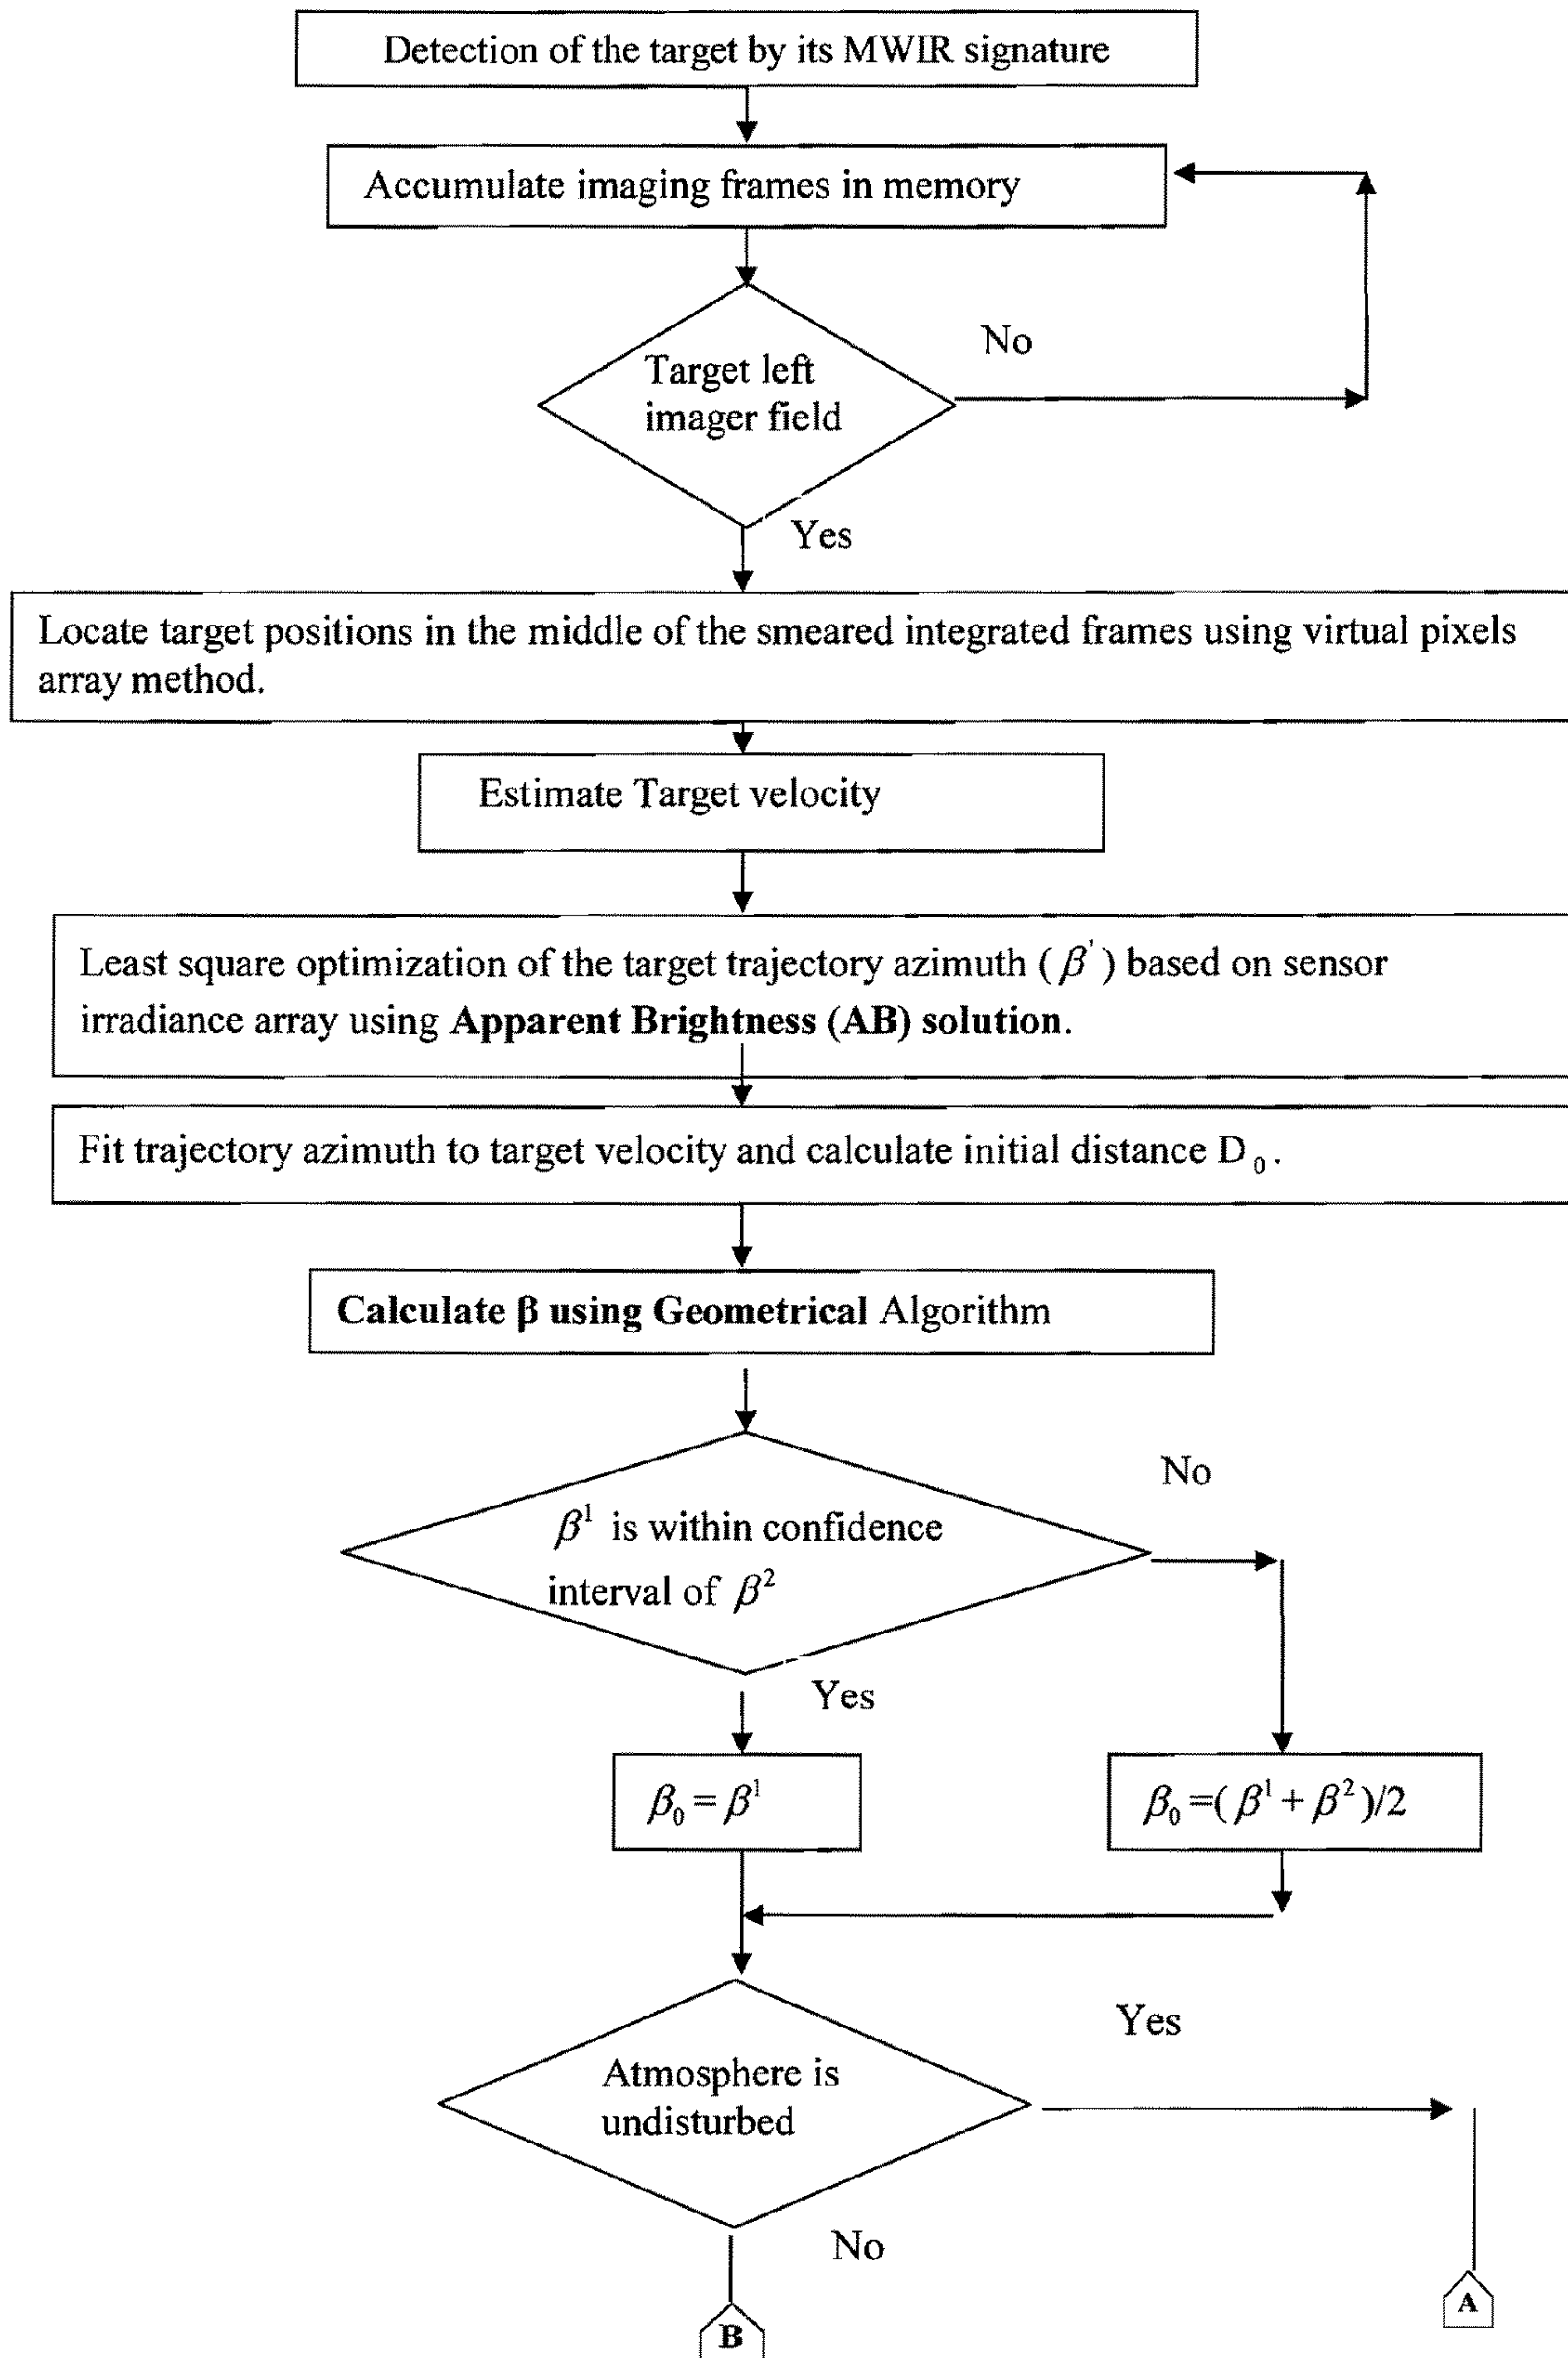 Detection of the target by its MWIR signature
Accumulate imaging frames in memory
Target left
imager field
No
Yes
Locate target positions in the middle of the smeared integrated frames using virtual pixels
array method.
Estimate Target velocity
Least square optimization of the target trajectory azimuth (β') based on sensor
irradiance array using Apparent Brightness (AB) solution.
Fit trajectory azimuth to target velocity and calculate initial distance D₀.
Calculate β using Geometrical Algorithm
No
β¹ is within confidence
interval of β²
Yes
β₀ = β¹
β₀ =(β¹ + β²)/2
Yes
Atmosphere is
undisturbed
No
A
B